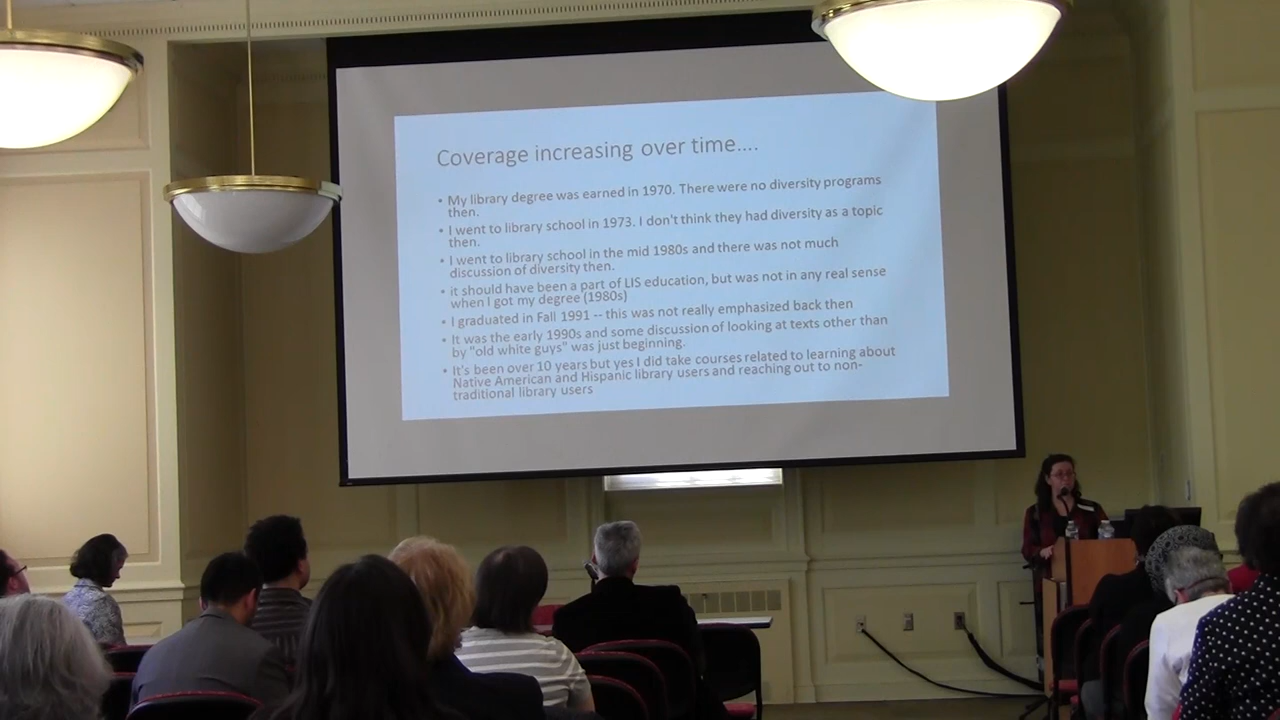 Coverage increasing over time....
• My library degree was earned in 1970. There were no diversity programs
then.
• I went to library school in 1973. I don't think they had diversity as a topic
then.
• I went to library school in the mid 1980s and there was not much
discussion of diversity then.
• it should have been a part of LIS education, but was not in any real sense
when I got my degree (1980s)
• I graduated in Fall 1991 -- this was not really emphasized back then
• It was the early 1990s and some discussion of looking at texts other than
by "old white guys" was just beginning.
• It's been over 10 years but yes I did take courses related to learning about
Native American and Hispanic library users and reaching out to non-
traditional library users